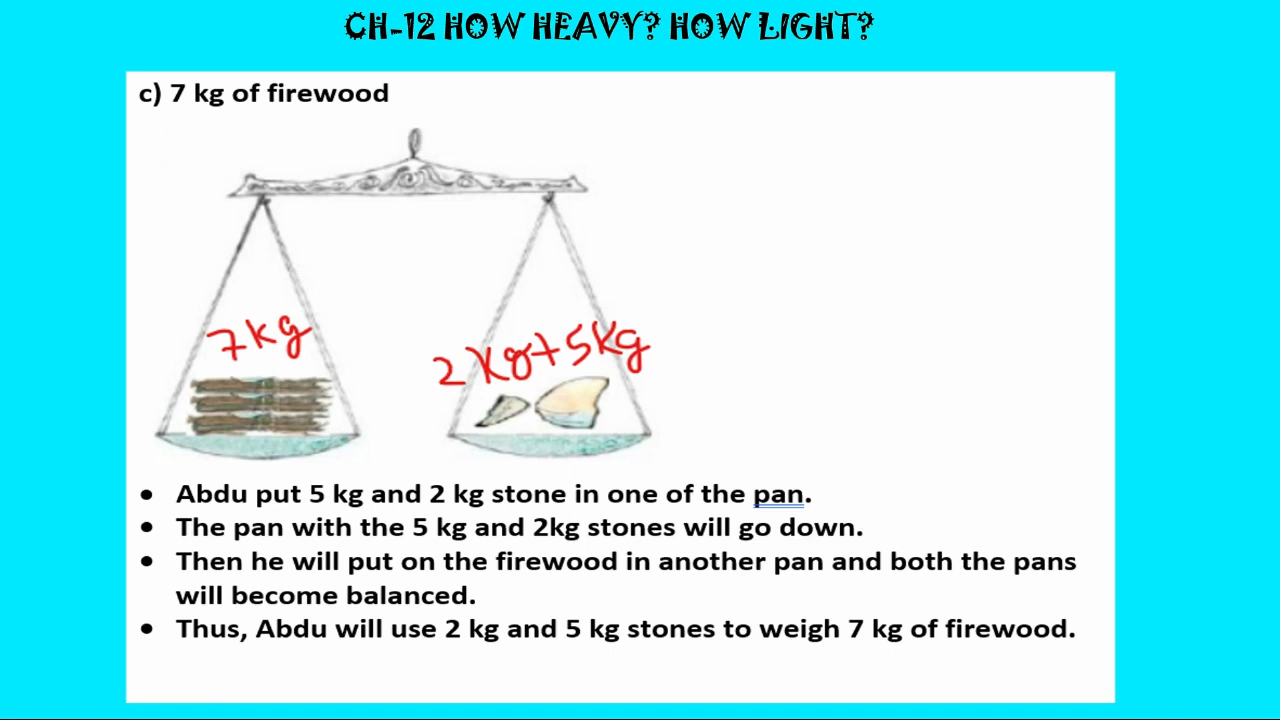 CH-12 HOW HEAVY? HOW LIGHT?
c) 7 kg of firewood
7kg
2kg+5kg
• Abdu put 5 kg and 2 kg stone in one of the pan.
• The pan with the 5 kg and 2kg stones will go down.
• Then he will put on the firewood in another pan and both the pans
will become balanced.
• Thus, Abdu will use 2 kg and 5 kg stones to weigh 7 kg of firewood.